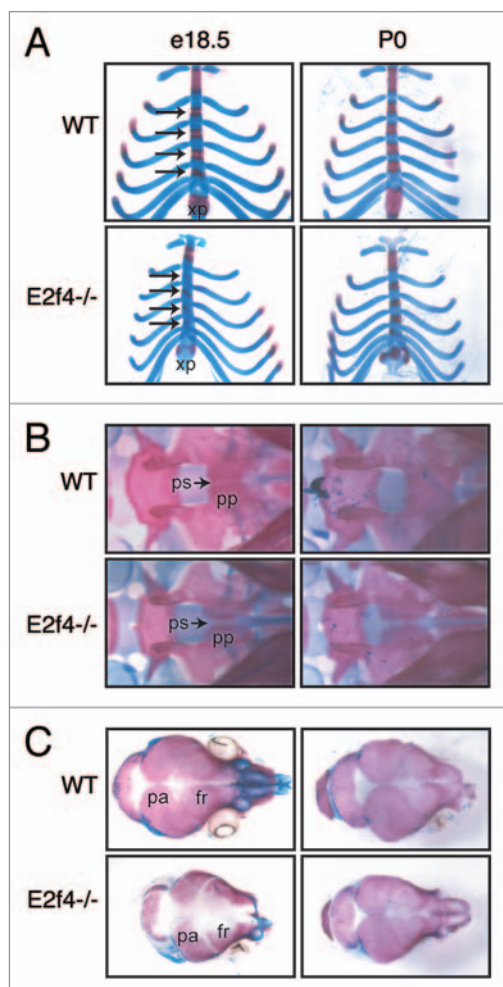 A
e18.5 P0
WT
xp
E2f4-/-
xp
B
WT
ps
pp
E2f4-/-
ps
pp
C
WT
pa fr
E2f4-/-
pa fr